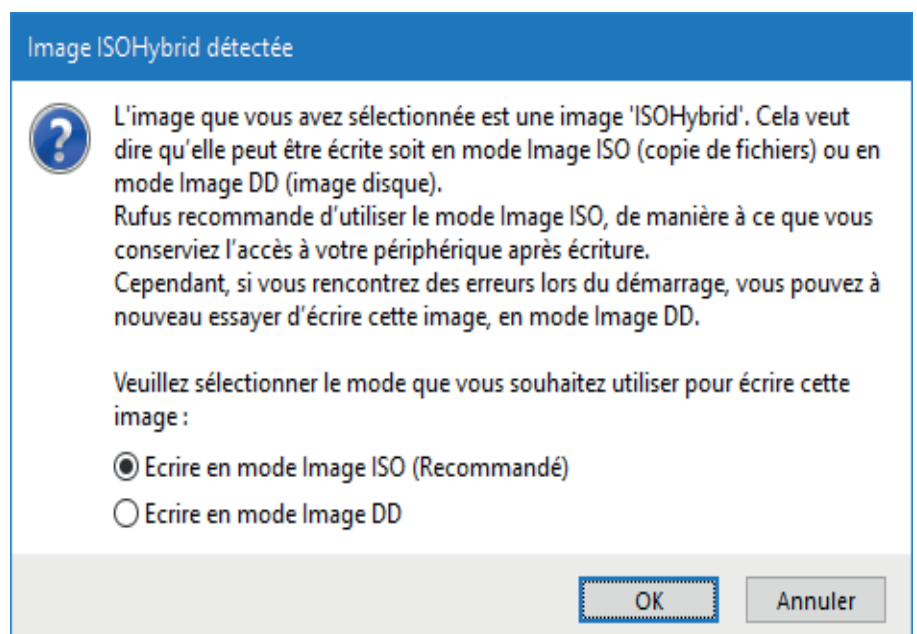 Image ISOHybrid détectée
L'image que vous avez sélectionnée est une image 'ISOHybrid'. Cela veut
dire qu'elle peut être écrite soit en mode Image ISO (copie de fichiers) ou en
mode Image DD (image disque).
Rufus recommande d'utiliser le mode Image ISO, de manière à ce que vous
conserviez l'accès à votre périphérique après écriture.
Cependant, si vous rencontrez des erreurs lors du démarrage, vous pouvez à
nouveau essayer d'écrire cette image, en mode Image DD.
Veuillez sélectionner le mode que vous souhaitez utiliser pour écrire cette
image :
Ecrire en mode Image ISO (Recommandé)
Ecrire en mode Image DD
OK Annuler